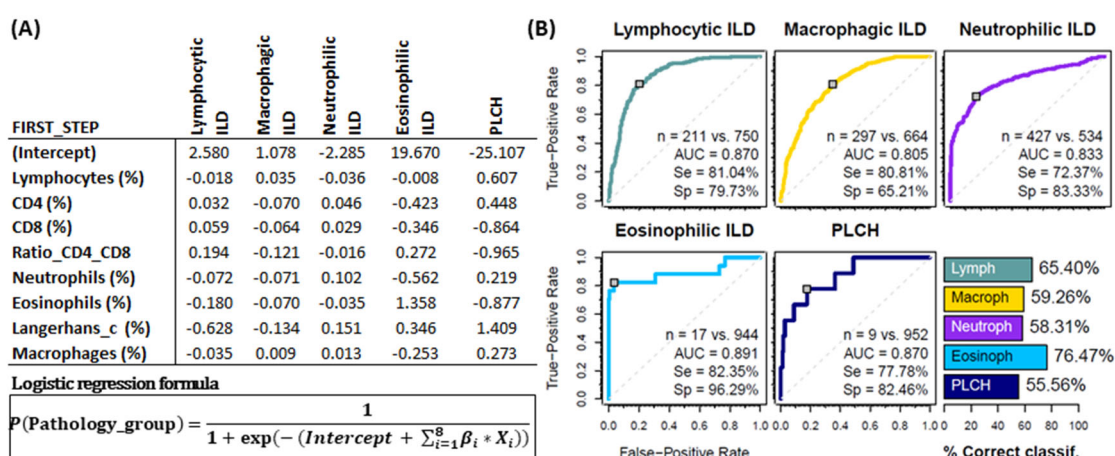 (A)
FIRST_STEP Lymphocytic ILD Macrophagic ILD Neutrophilic ILD Eosinophilic ILD PLCH
(Intercept) 2.580 1.078 -2.285 19.670 -25.107
Lymphocytes (%) -0.018 0.035 -0.036 -0.008 0.607
CD4 (%) 0.032 -0.070 0.046 -0.423 0.448
CD8 (%) 0.059 -0.064 0.029 -0.346 -0.864
Ratio_CD4_CD8 0.194 -0.121 -0.016 0.272 -0.965
Neutrophils (%) -0.072 -0.071 0.102 -0.562 0.219
Eosinophils (%) -0.180 -0.070 -0.035 1.358 -0.877
Langerhans_c (%) -0.628 -0.134 0.151 0.346 1.409
Macrophages (%) -0.035 0.009 0.013 -0.253 0.273
Logistic regression formula
P(Pathology_group) = 1 / 1 + exp(− (Intercept + ∑⁸ᵢ₌₁ βᵢ * Xᵢ))
(B)
Lymphocytic ILD
True−Positive Rate
0.0 0.2 0.4 0.6 0.8 1.0
n = 211 vs. 750
AUC = 0.870
Se = 81.04%
Sp = 79.73%
Macrophagic ILD
n = 297 vs. 664
AUC = 0.805
Se = 80.81%
Sp = 65.21%
Neutrophilic ILD
n = 427 vs. 534
AUC = 0.833
Se = 72.37%
Sp = 83.33%
Eosinophilic ILD
True−Positive Rate
0.0 0.2 0.4 0.6 0.8 1.0
n = 17 vs. 944
AUC = 0.891
Se = 82.35%
Sp = 96.29%
0.0 0.2 0.4 0.6 0.8 1.0
False−Positive Rate
PLCH
n = 9 vs. 952
AUC = 0.870
Se = 77.78%
Sp = 82.46%
0.0 0.2 0.4 0.6 0.8 1.0
Lymph 65.40%
Macroph 59.26%
Neutroph 58.31%
Eosinoph 76.47%
PLCH 55.56%
0 20 40 60 80 100
% Correct classif.